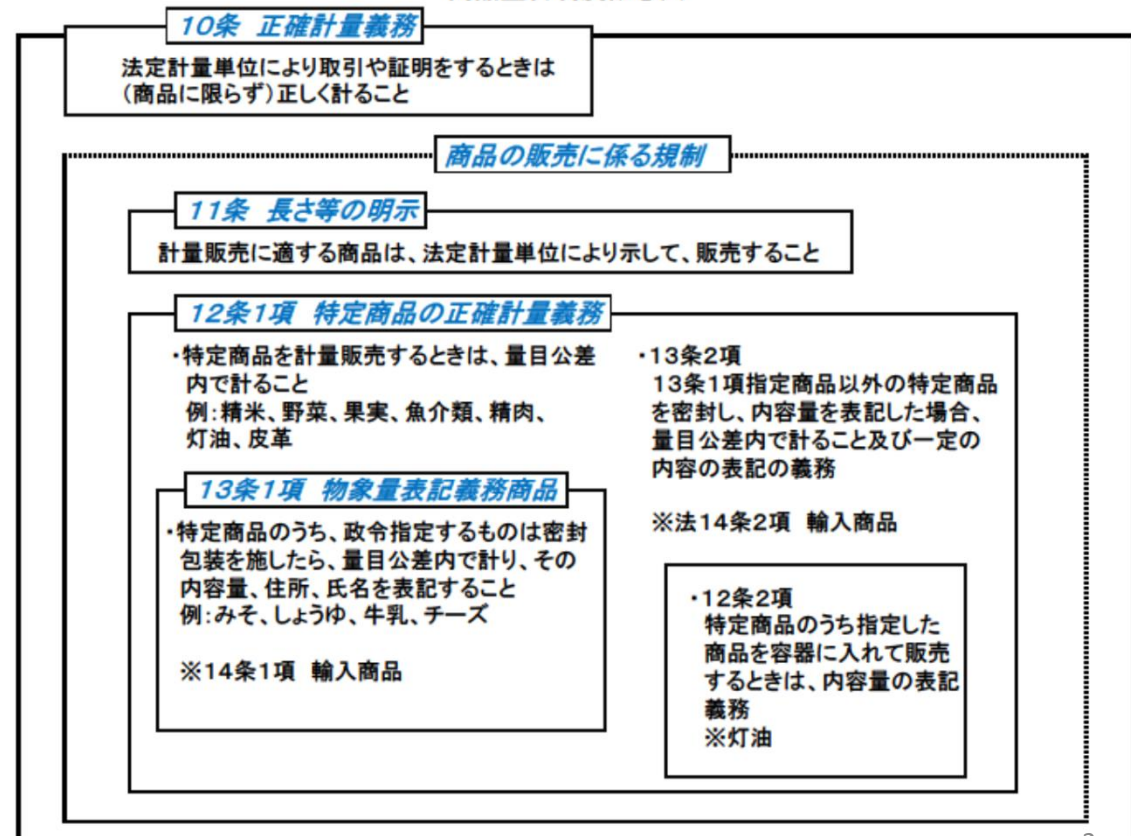 10条 正確計量義務
法定計量単位により取引や証明をするときは
(商品に限らず)正しく計ること
商品の販売に係る規制
11条 長さ等の明示
計量販売に適する商品は、法定計量単位により示して、販売すること
12条1項 特定商品の正確計量義務
・特定商品を計量販売するときは、量目公差
内で計ること
例:精米、野菜、果実、魚介類、精肉、
灯油、皮革
13条1項 物象量表記義務商品
・特定商品のうち、政令指定するものは密封
包装を施したら、量目公差内で計り、その
内容量、住所、氏名を表記すること
例:みそ、しょうゆ、牛乳、チーズ
※14条1項 輸入商品
・13条2項
13条1項指定商品以外の特定商品
を密封し、内容量を表記した場合、
量目公差内で計ること及び一定の
内容の表記の義務
※法14条2項 輸入商品
・12条2項
特定商品のうち指定した
商品を容器に入れて販売
するときは、内容量の表記
義務
※灯油